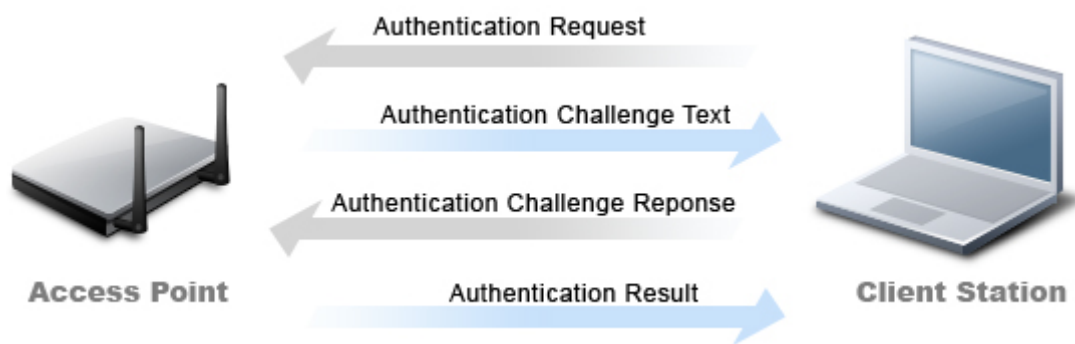 Authentication Request
Authentication Challenge Text
Authentication Challenge Reponse
Access Point
Authentication Result
Client Station